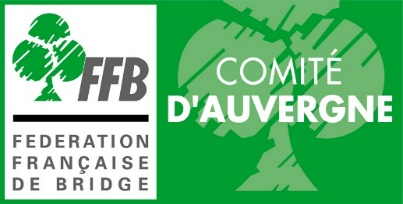 FFB
FEDERATION
FRANÇAISE
DE BRIDGE
COMITÉ
D'AUVERGNE